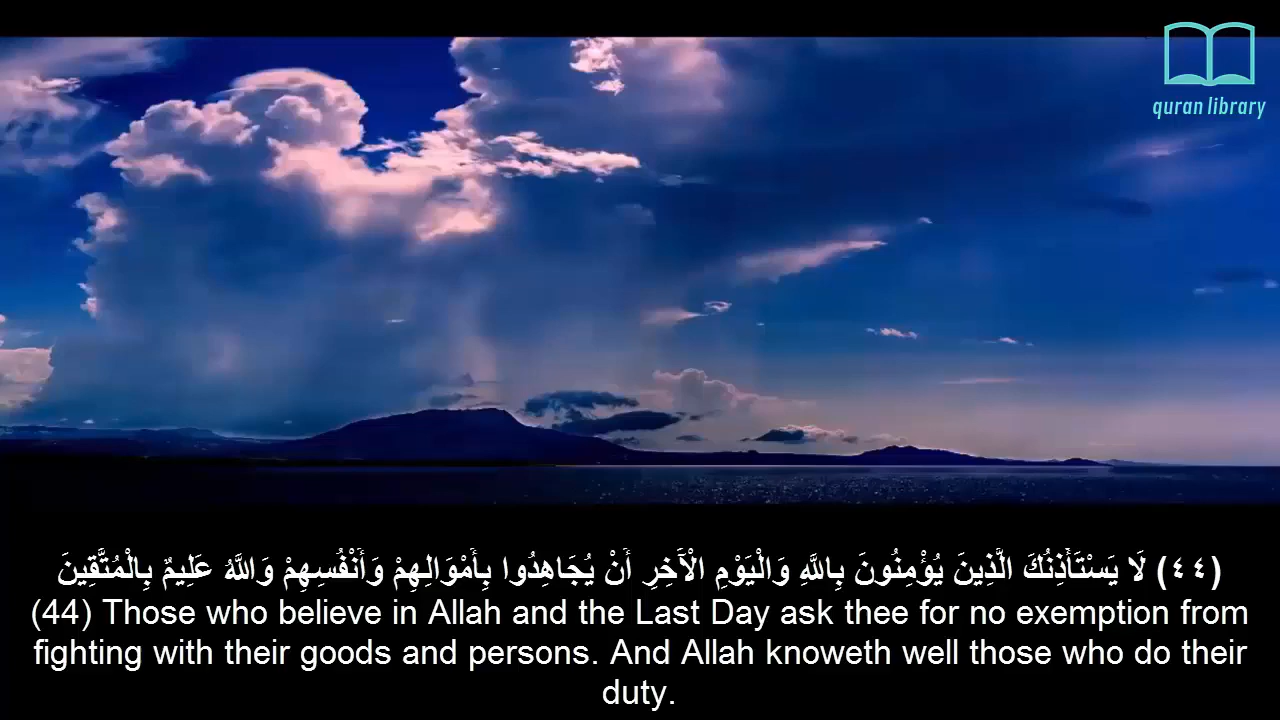 quran library
(٤٤) لَا يَسْتَأْذِنُكَ الَّذِينَ يُؤْمِنُونَ بِاللَّهِ وَالْيَوْمِ الْآَخِرِ أَنْ يُجَاهِدُوا بِأَمْوَالِهِمْ وَأَنْفُسِهِمْ وَاللَّهُ عَلِيمٌ بِالْمُتَّقِينَ
(44) Those who believe in Allah and the Last Day ask thee for no exemption from
fighting with their goods and persons. And Allah knoweth well those who do their
duty.